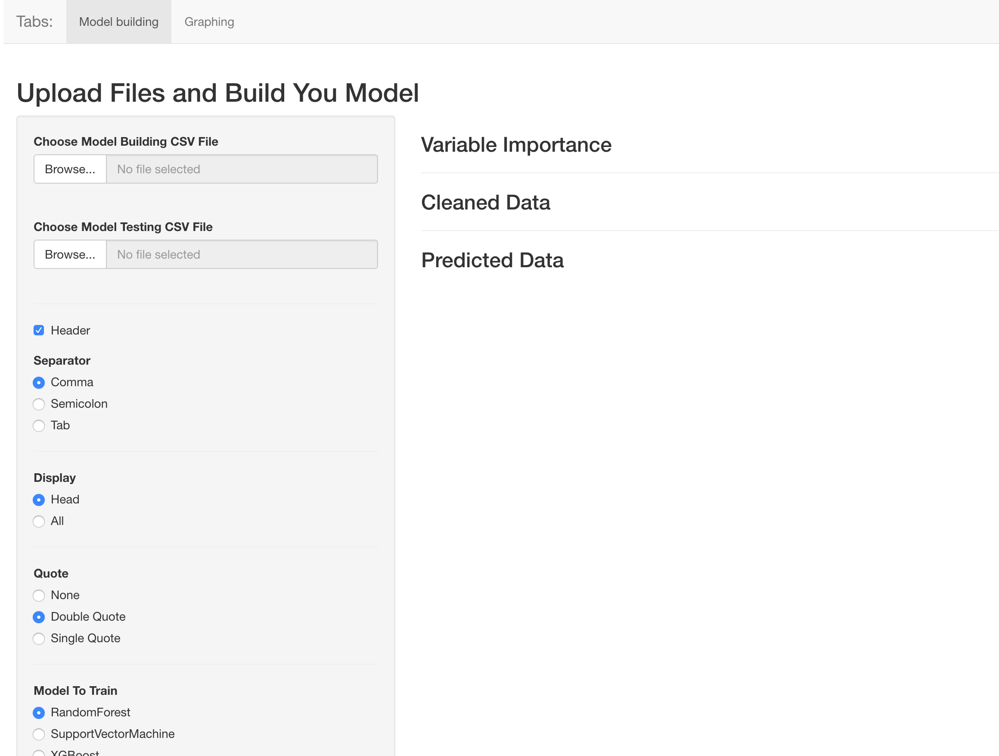 Tabs: Model building Graphing
Upload Files and Build You Model
Choose Model Building CSV File
Browse... No file selected
Choose Model Testing CSV File
Browse... No file selected
Header
Separator
Comma
Semicolon
Tab
Display
Head
All
Quote
None
Double Quote
Single Quote
Model To Train
RandomForest
SupportVectorMachine
XGBoost
Variable Importance
Cleaned Data
Predicted Data